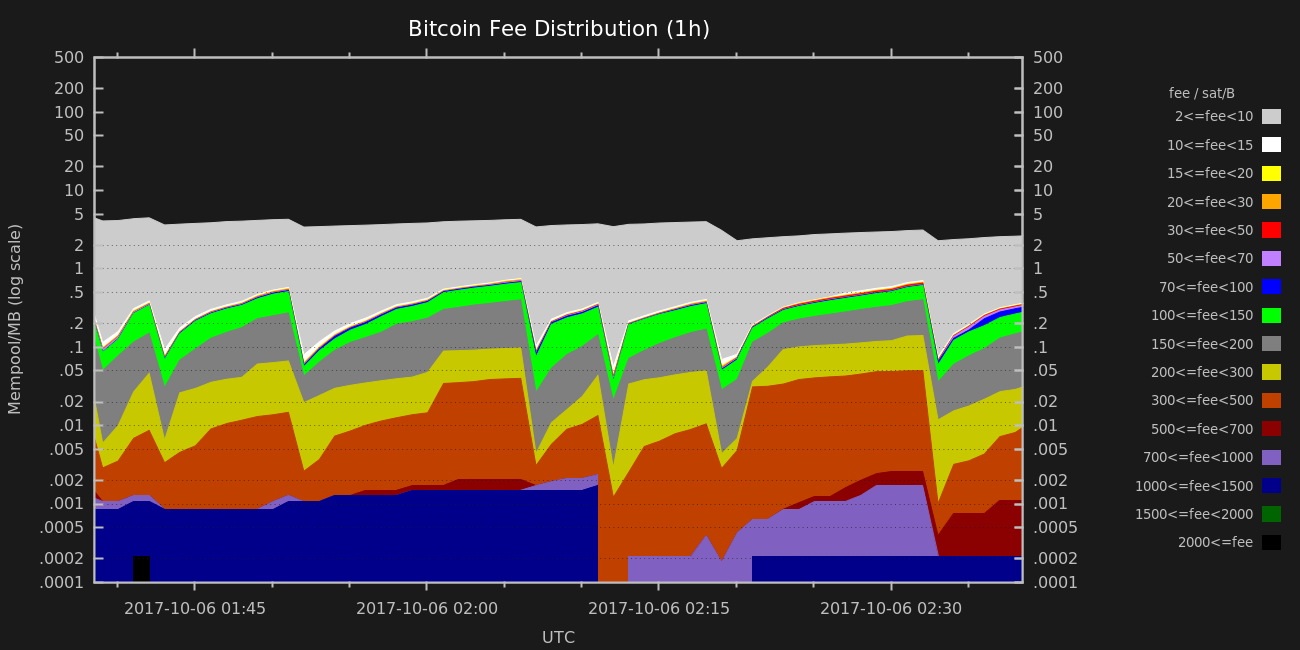 Bitcoin Fee Distribution (1h)
Mempool/MB (log scale)
500
200
100
50
20
10
5
2
1
.5
.2
.1
.05
.02
.01
.005
.002
.001
.0005
.0002
.0001
500
200
100
50
20
10
5
2
1
.5
.2
.1
.05
.02
.01
.005
.002
.001
.0005
.0002
.0001
2017-10-06 01:45 2017-10-06 02:00 2017-10-06 02:15 2017-10-06 02:30
UTC
fee / sat/B
2<=fee<10
10<=fee<15
15<=fee<20
20<=fee<30
30<=fee<50
50<=fee<70
70<=fee<100
100<=fee<150
150<=fee<200
200<=fee<300
300<=fee<500
500<=fee<700
700<=fee<1000
1000<=fee<1500
1500<=fee<2000
2000<=fee